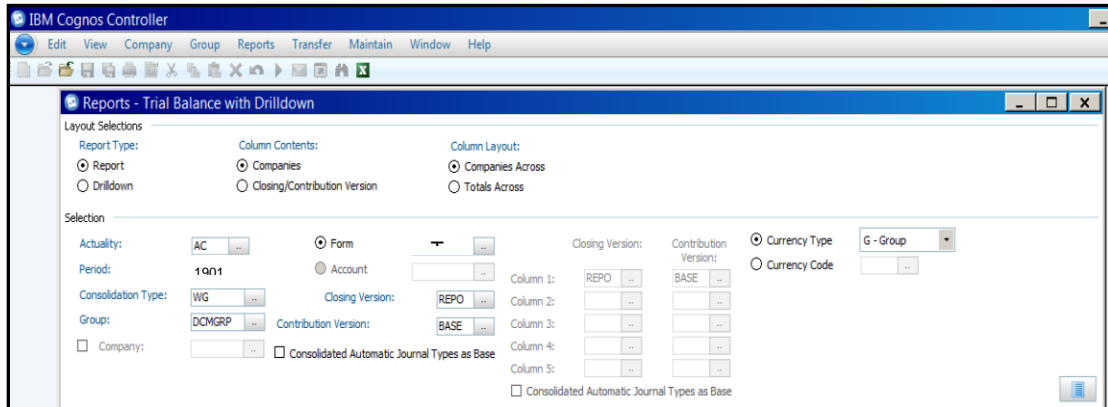 IBM Cognos Controller
Edit View Company Group Reports Transfer Maintain Window Help
Reports - Trial Balance with Drilldown
Layout Selections
Report Type: Column Contents: Column Layout:
Report Companies Companies Across
Drilldown Closing/Contribution Version Totals Across
Selection
Actuality: AC .. Form .. Closing Version: Contribution Version: Currency Type G - Group
Period: 1901 Account .. Currency Code ..
Column 1: REPO .. BASE ..
Consolidation Type: WG .. Closing Version: REPO .. Column 2: .. ..
Group: DCMGRP .. Contribution Version: BASE .. Column 3: .. ..
Company: .. Consolidated Automatic Journal Types as Base Column 4: .. ..
Column 5: .. ..
Consolidated Automatic Journal Types as Base